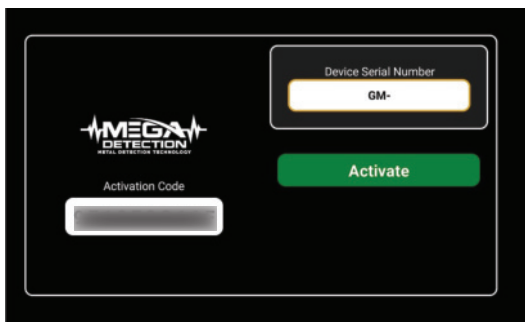 MEGA
DETECTION
METAL DETECTION TECHNOLOGY
Activation Code
Device Serial Number
GM-
Activate